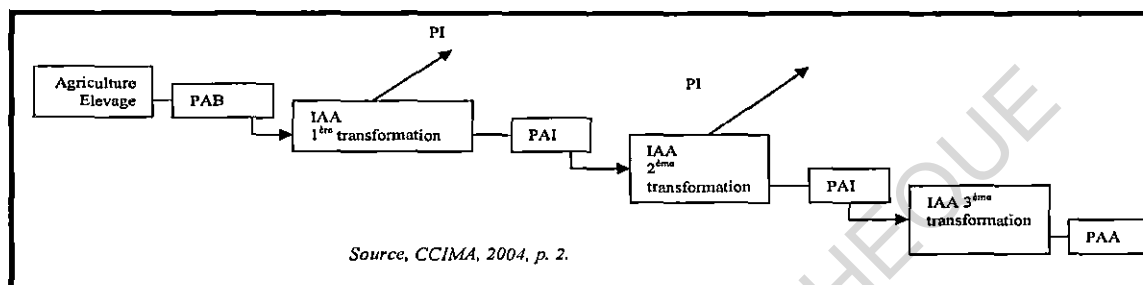 PI
Agriculture
Elevage
PAB
IAA
1ère transformation
PAI
PI
IAA
2ème
transformation
PAI
IAA 3ème
transformation
PAA
Source, CCIMA, 2004, p. 2.
HEQUE